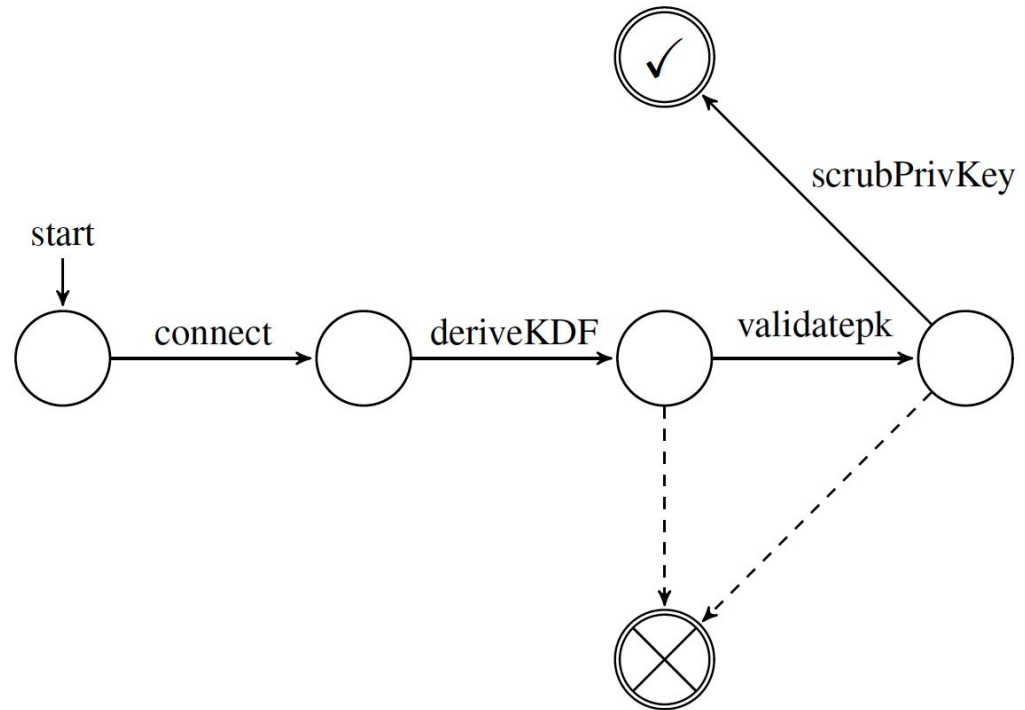 ✓
scrubPrivKey
start
connect
deriveKDF
validatepk